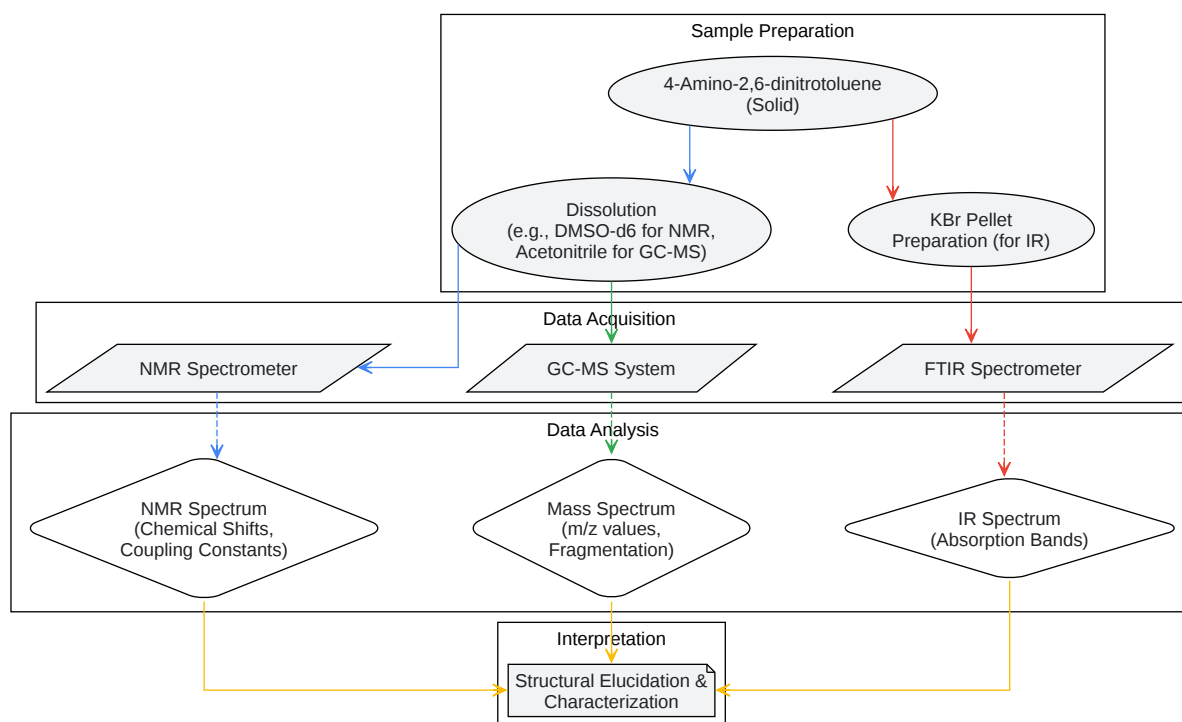 Sample Preparation
4-Amino-2,6-dinitrotoluene
(Solid)
Dissolution
(e.g., DMSO-d6 for NMR,
Acetonitrile for GC-MS)
KBr Pellet
Preparation (for IR)
Data Acquisition
NMR Spectrometer
GC-MS System
FTIR Spectrometer
Data Analysis
NMR Spectrum
(Chemical Shifts,
Coupling Constants)
Mass Spectrum
(m/z values,
Fragmentation)
IR Spectrum
(Absorption Bands)
Interpretation
Structural Elucidation &
Characterization